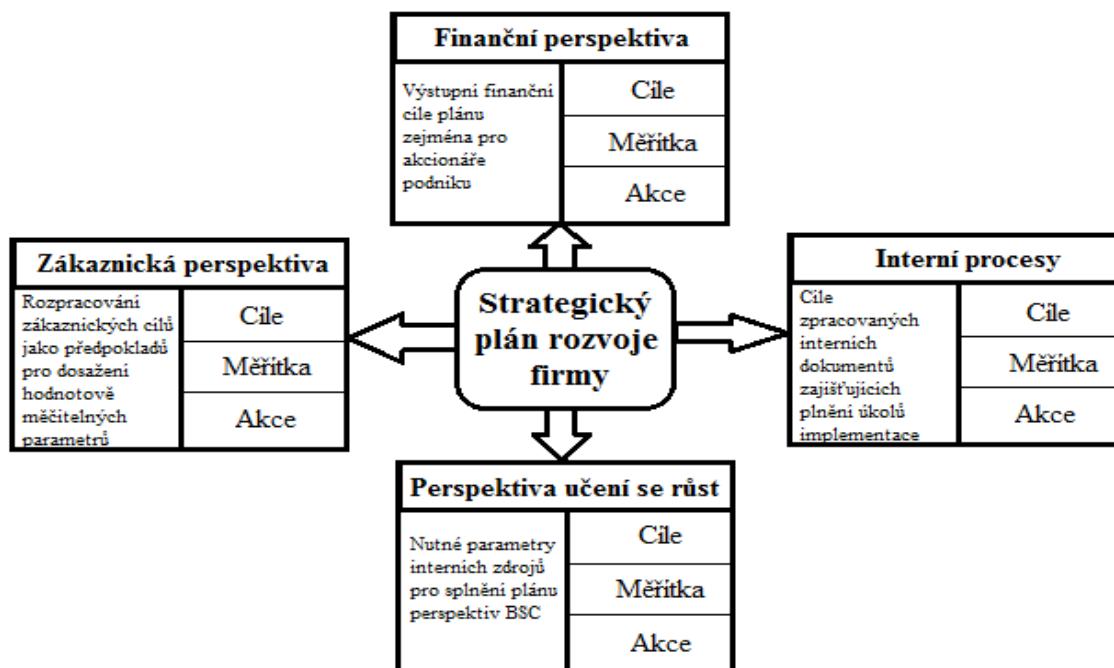 Finanční perspektiva
Výstupní finanční
cíle plánu
zejména pro
akcionáře
podniku
Cíle
Měřítka
Akce
Zákaznická perspektiva
Rozpracování
zákaznických cílů
jako předpokladů
pro dosažení
hodnotově
měčitelných
parametrů
Cíle
Měřítka
Akce
Strategický
plán rozvoje
firmy
Interní procesy
Cíle
zpracovaných
interních
dokumentů
zajišťujících
plnění úkolů
implementace
Cíle
Měřítka
Akce
Perspektiva učení se růst
Nutné parametry
interních zdrojů
pro splnění plánu
perspektiv BSC
Cíle
Měřítka
Akce